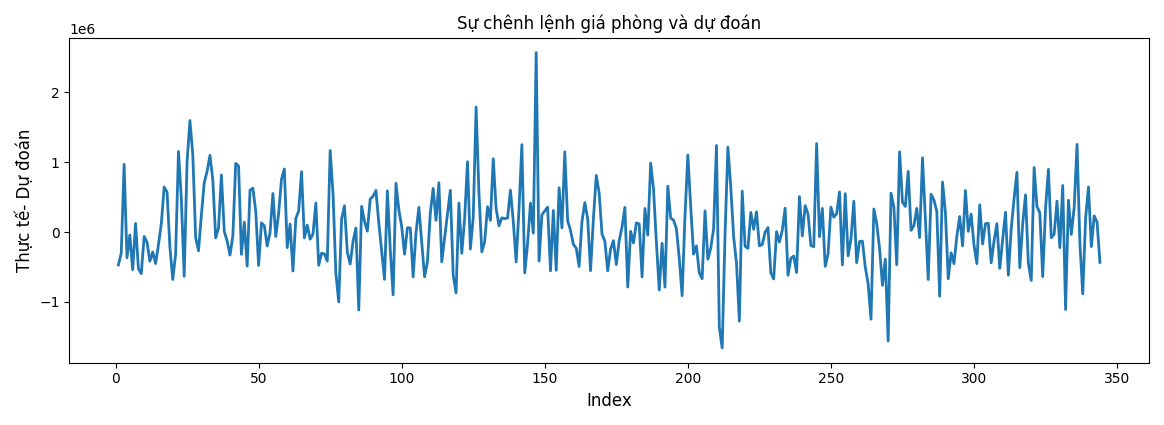 Sự chênh lệnh giá phòng và dự đoán
1e6
Thực tế- Dự đoán
2
1
0
−1
0 50 100 150 200 250 300 350
Index